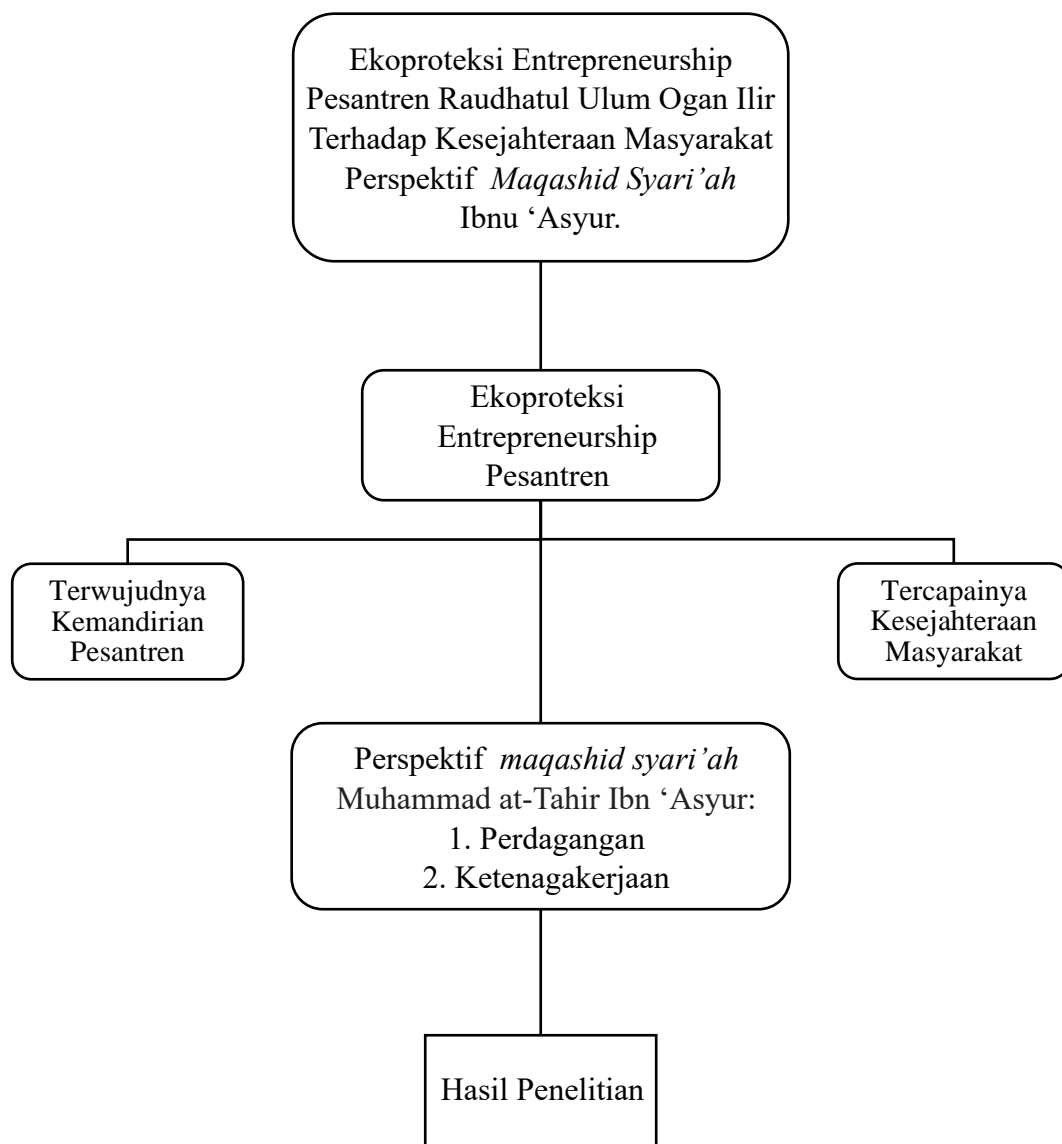 Ekoproteksi Entrepreneurship
Pesantren Raudhatul Ulum Ogan Ilir
Terhadap Kesejahteraan Masyarakat
Perspektif Maqashid Syari’ah
Ibnu ‘Asyur.
Ekoproteksi
Entrepreneurship
Pesantren
Terwujudnya
Kemandirian
Pesantren
Tercapainya
Kesejahteraan
Masyarakat
Perspektif maqashid syari’ah
Muhammad at-Tahir Ibn ‘Asyur:
1. Perdagangan
2. Ketenagakerjaan
Hasil Penelitian